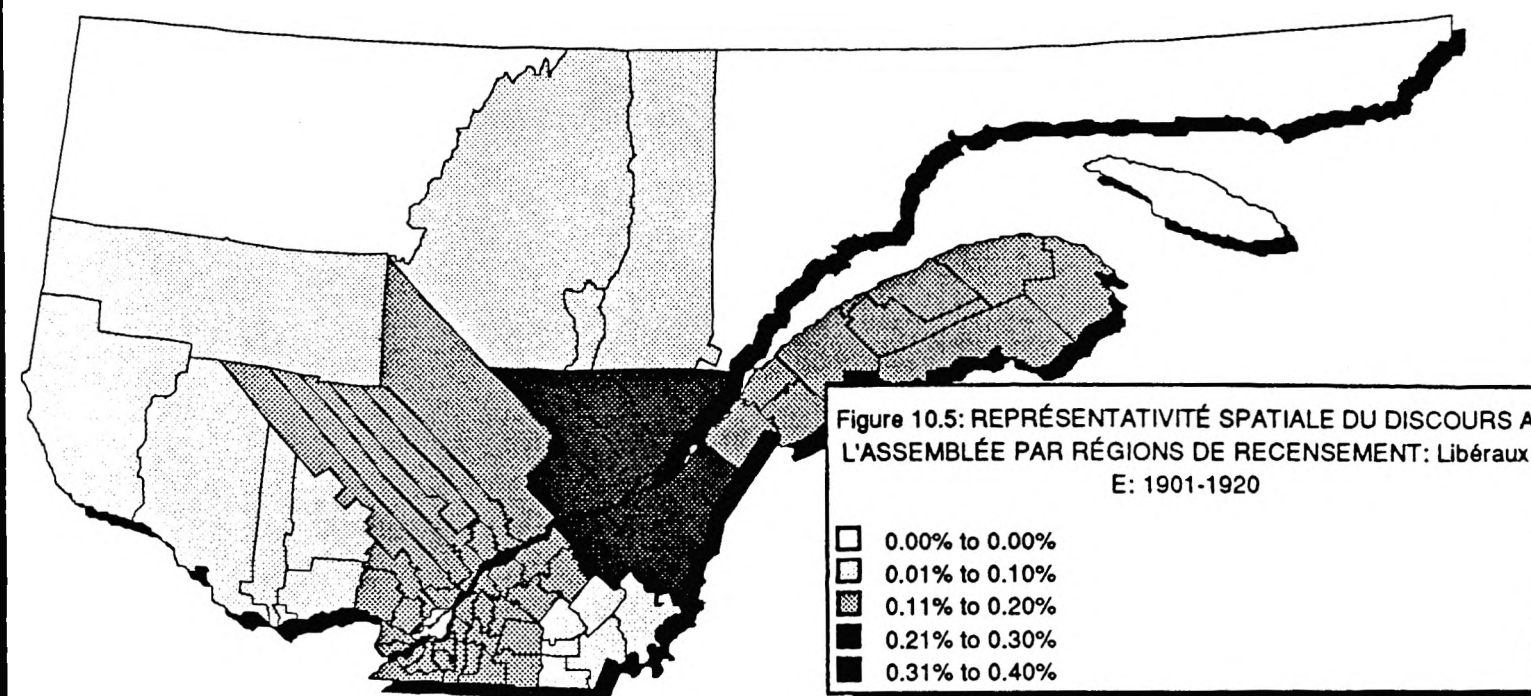 Figure 10.5: REPRÉSENTATIVITÉ SPATIALE DU DISCOURS A
L'ASSEMBLÉE PAR RÉGIONS DE RECENSEMENT: Libéraux
E: 1901-1920
0.00% to 0.00%
0.01% to 0.10%
0.11% to 0.20%
0.21% to 0.30%
0.31% to 0.40%